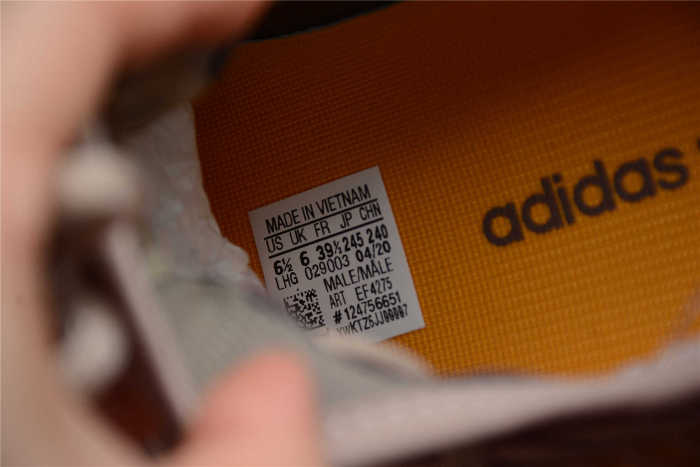 MADE IN VIETNAM
US UK FR JP CHN
6½ 6 39⅓ 245 240
LHG 029003 04/20
MALE/MALE
ART EF4275
#124756651
adidas